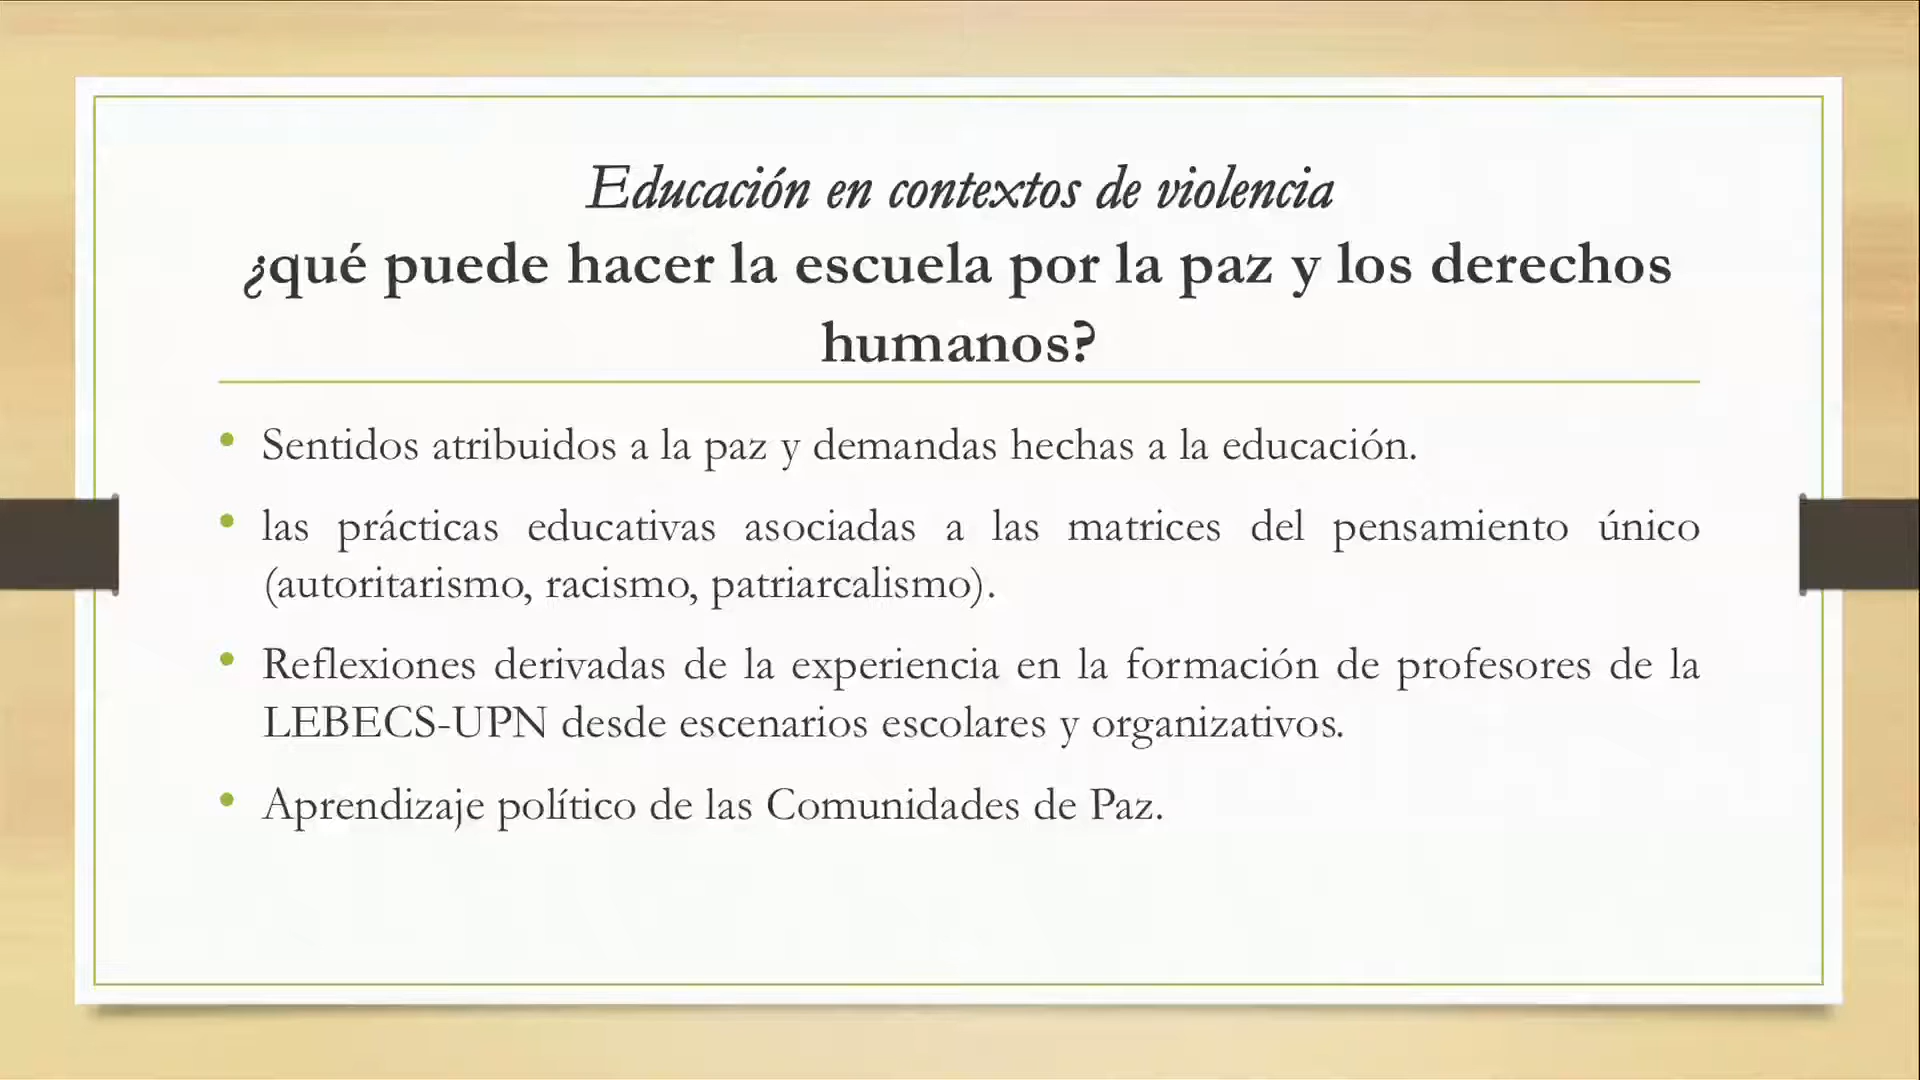 Educación en contextos de violencia
¿qué puede hacer la escuela por la paz y los derechos
humanos?
• Sentidos atribuidos a la paz y demandas hechas a la educación.
• las prácticas educativas asociadas a las matrices del pensamiento único
(autoritarismo, racismo, patriarcalismo).
• Reflexiones derivadas de la experiencia en la formación de profesores de la
LEBECS-UPN desde escenarios escolares y organizativos.
• Aprendizaje político de las Comunidades de Paz.